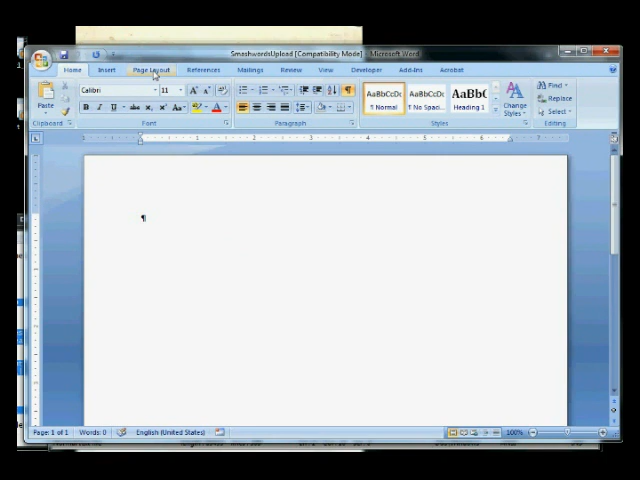 SmashwordsUpload [Compatibility Mode] - Microsoft Word
Home Insert Page Layout References Mailings Review View Developer Add-Ins Acrobat
Calibri 11 AaBbCcDc AaBbCcDc AaBbC Find
Paste ¶ Normal ¶ No Spac... Heading 1 Change Styles Replace
Select
Clipboard Font Paragraph Styles Editing
¶
Page: 1 of 1 Words: 0 English (United States) 100%